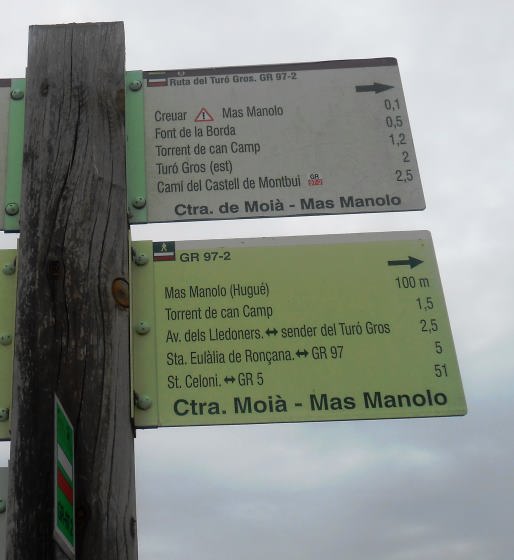 Ruta del Turó Gros. GR 97-2
Creuar Mas Manolo 0,1
Font de la Borda 0,5
Torrent de can Camp 1,2
Turó Gros (est) 2
Camí del Castell de Montbui GR 2,5
Ctra. de Moià - Mas Manolo
GR 97-2
Mas Manolo (Hugué) 100 m
Torrent de can Camp 1,5
Av. dels Lledoners. ↔ sender del Turó Gros 2,5
Sta. Eulàlia de Ronçana. ↔ GR 97 5
St. Celoni. ↔ GR 5 51
Ctra. Moià - Mas Manolo